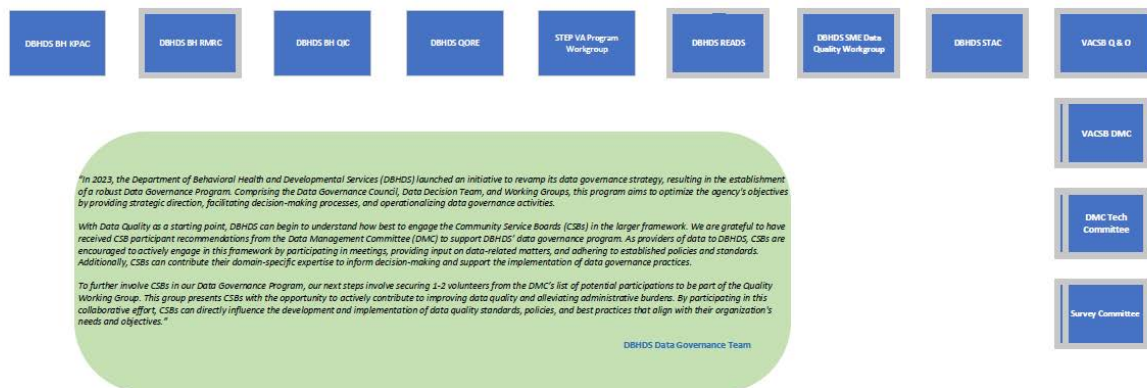 DBHDS BH KPAC
DBHDS BH RMRC
DBHDS BH QIC
DBHDS QORE
STEP VA Program
Workgroup
DBHDS READS
DBHDS SME Data
Quality Workgroup
DBHDS STAC
VACSB Q & O
VACSB DMC
DMC Tech
Committee
Survey Committee
"In 2023, the Department of Behavioral Health and Developmental Services (DBHDS) launched an initiative to revamp its data governance strategy, resulting in the establishment
of a robust Data Governance Program. Comprising the Data Governance Council, Data Decision Team, and Working Groups, this program aims to optimize the agency's objectives
by providing strategic direction, facilitating decision-making processes, and operationalizing data governance activities.
With Data Quality as a starting point, DBHDS can begin to understand how best to engage the Community Service Boards (CSBs) in the larger framework. We are grateful to have
received CSB participant recommendations from the Data Management Committee (DMC) to support DBHDS' data governance program. As providers of data to DBHDS, CSBs are
encouraged to actively engage in this framework by participating in meetings, providing input on data-related matters, and adhering to established policies and standards.
Additionally, CSBs can contribute their domain-specific expertise to inform decision-making and support the implementation of data governance practices.
To further involve CSBs in our Data Governance Program, our next steps involve securing 1-2 volunteers from the DMC's list of potential participations to be part of the Quality
Working Group. This group presents CSBs with the opportunity to actively contribute to improving data quality and alleviating administrative burdens. By participating in this
collaborative effort, CSBs can directly influence the development and implementation of data quality standards, policies, and best practices that align with their organization's
needs and objectives."
DBHDS Data Governance Team